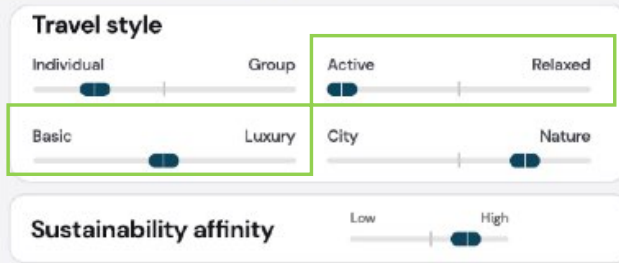 Travel style
Individual Group Active Relaxed
Basic Luxury City Nature
Sustainability affinity Low High